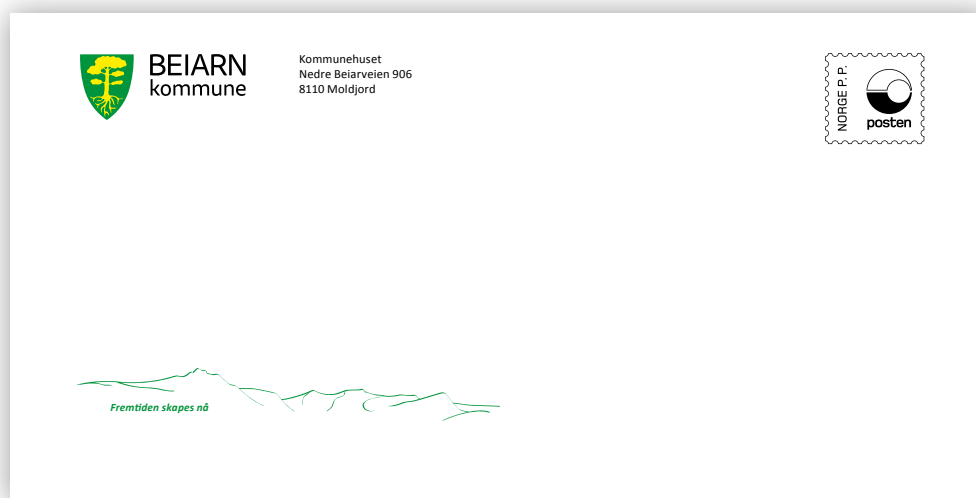 BEIARN
kommune
Kommunehuset
Nedre Beiarveien 906
8110 Moldjord
NORGE P. P.
posten
Fremtiden skapes nå